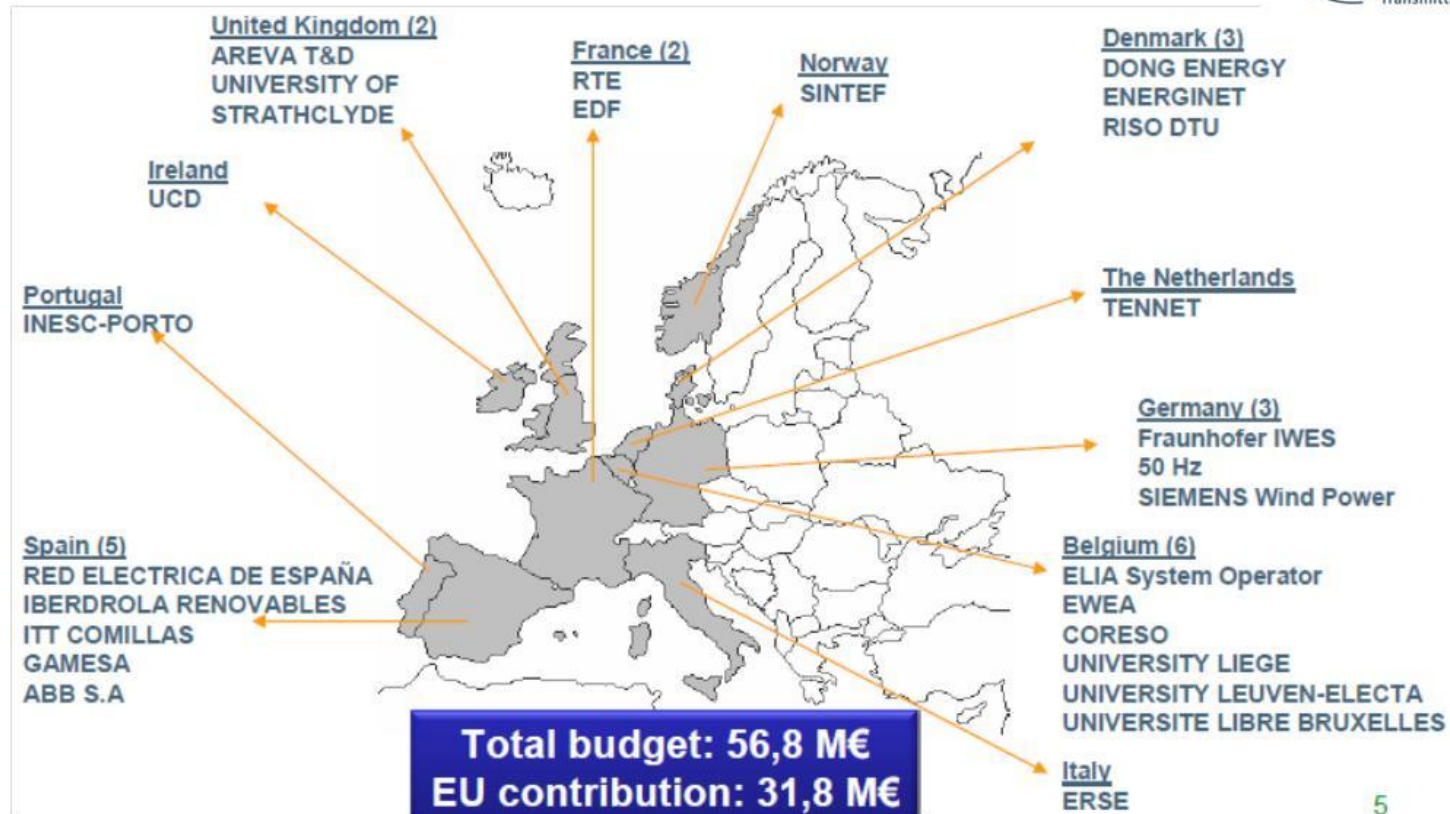 Transmitt
United Kingdom (2)
AREVA T&D
UNIVERSITY OF
STRATHCLYDE
France (2)
RTE
EDF
Norway
SINTEF
Denmark (3)
DONG ENERGY
ENERGINET
RISO DTU
Ireland
UCD
The Netherlands
TENNET
Portugal
INESC-PORTO
Germany (3)
Fraunhofer IWES
50 Hz
SIEMENS Wind Power
Spain (5)
RED ELECTRICA DE ESPAÑA
IBERDROLA RENOVABLES
ITT COMILLAS
GAMESA
ABB S.A
Belgium (6)
ELIA System Operator
EWEA
CORESO
UNIVERSITY LIEGE
UNIVERSITY LEUVEN-ELECTA
UNIVERSITE LIBRE BRUXELLES
Total budget: 56,8 M€
EU contribution: 31,8 M€
Italy
ERSE
5